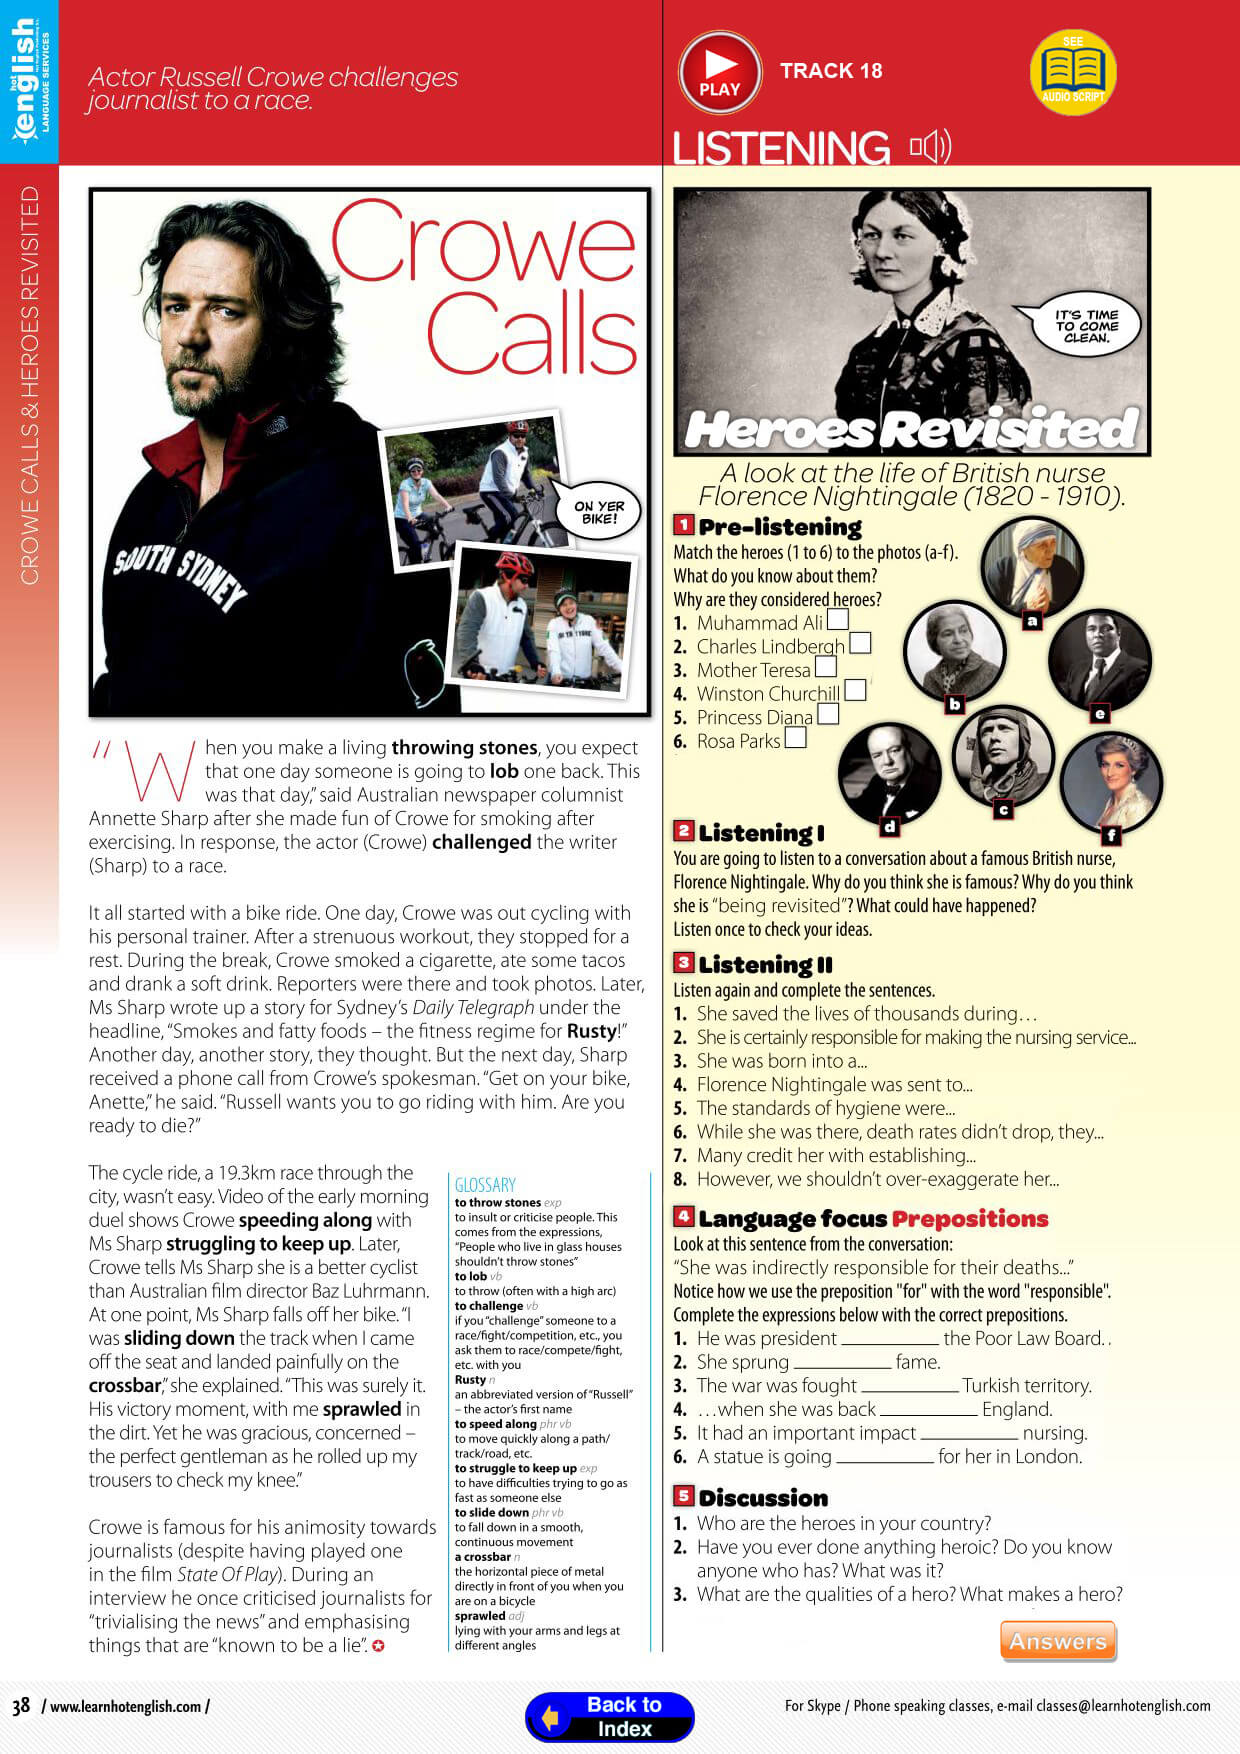 hot
english
LANGUAGE SERVICES
CROWE CALLS & HEROES REVISITED
Actor Russell Crowe challenges
journalist to a race.
Crowe
Calls
SOUTH SYDNEY
ON YER
BIKE!
"When you make a living throwing stones, you expect
that one day someone is going to lob one back. This
was that day," said Australian newspaper columnist
Annette Sharp after she made fun of Crowe for smoking after
exercising. In response, the actor (Crowe) challenged the writer
(Sharp) to a race.
It all started with a bike ride. One day, Crowe was out cycling with
his personal trainer. After a strenuous workout, they stopped for a
rest. During the break, Crowe smoked a cigarette, ate some tacos
and drank a soft drink. Reporters were there and took photos. Later,
Ms Sharp wrote up a story for Sydney's Daily Telegraph under the
headline, "Smokes and fatty foods – the fitness regime for Rusty!"
Another day, another story, they thought. But the next day, Sharp
received a phone call from Crowe's spokesman. "Get on your bike,
Anette," he said. "Russell wants you to go riding with him. Are you
ready to die?"
The cycle ride, a 19.3km race through the
city, wasn't easy. Video of the early morning
duel shows Crowe speeding along with
Ms Sharp struggling to keep up. Later,
Crowe tells Ms Sharp she is a better cyclist
than Australian film director Baz Luhrmann.
At one point, Ms Sharp falls off her bike. "I
was sliding down the track when I came
off the seat and landed painfully on the
crossbar," she explained. "This was surely it.
His victory moment, with me sprawled in
the dirt. Yet he was gracious, concerned –
the perfect gentleman as he rolled up my
trousers to check my knee."
Crowe is famous for his animosity towards
journalists (despite having played one
in the film State Of Play). During an
interview he once criticised journalists for
"trivialising the news" and emphasising
things that are "known to be a lie".
GLOSSARY
to throw stones exp
to insult or criticise people. This
comes from the expressions,
"People who live in glass houses
shouldn't throw stones"
to lob vb
to throw (often with a high arc)
to challenge vb
if you "challenge" someone to a
race/fight/competition, etc., you
ask them to race/compete/fight,
etc. with you
Rusty n
an abbreviated version of "Russell"
– the actor's first name
to speed along phr vb
to move quickly along a path/
track/road, etc.
to struggle to keep up exp
to have difficulties trying to go as
fast as someone else
to slide down phr vb
to fall down in a smooth,
continuous movement
a crossbar n
the horizontal piece of metal
directly in front of you when you
are on a bicycle
sprawled adj
lying with your arms and legs at
different angles
PLAY
TRACK 18
SEE
AUDIO SCRIPT
LISTENING
IT'S TIME
TO COME
CLEAN.
Heroes Revisited
A look at the life of British nurse
Florence Nightingale (1820 - 1910).
1 Pre-listening
Match the heroes (1 to 6) to the photos (a-f).
What do you know about them?
Why are they considered heroes?
1. Muhammad Ali
2. Charles Lindbergh
3. Mother Teresa
4. Winston Churchill
5. Princess Diana
6. Rosa Parks
a
b
e
c
d
f
2 Listening I
You are going to listen to a conversation about a famous British nurse,
Florence Nightingale. Why do you think she is famous? Why do you think
she is "being revisited"? What could have happened?
Listen once to check your ideas.
3 Listening II
Listen again and complete the sentences.
1. She saved the lives of thousands during…
2. She is certainly responsible for making the nursing service...
3. She was born into a...
4. Florence Nightingale was sent to...
5. The standards of hygiene were...
6. While she was there, death rates didn't drop, they...
7. Many credit her with establishing...
8. However, we shouldn't over-exaggerate her...
4 Language focus Prepositions
Look at this sentence from the conversation:
"She was indirectly responsible for their deaths..."
Notice how we use the preposition "for" with the word "responsible".
Complete the expressions below with the correct prepositions.
1. He was president __________ the Poor Law Board..
2. She sprung __________ fame.
3. The war was fought __________ Turkish territory.
4. …when she was back __________ England.
5. It had an important impact __________ nursing.
6. A statue is going __________ for her in London.
5 Discussion
1. Who are the heroes in your country?
2. Have you ever done anything heroic? Do you know
anyone who has? What was it?
3. What are the qualities of a hero? What makes a hero?
Answers
38 / www.learnhotenglish.com /
Back to
Index
For Skype / Phone speaking classes, e-mail classes@learnhotenglish.com